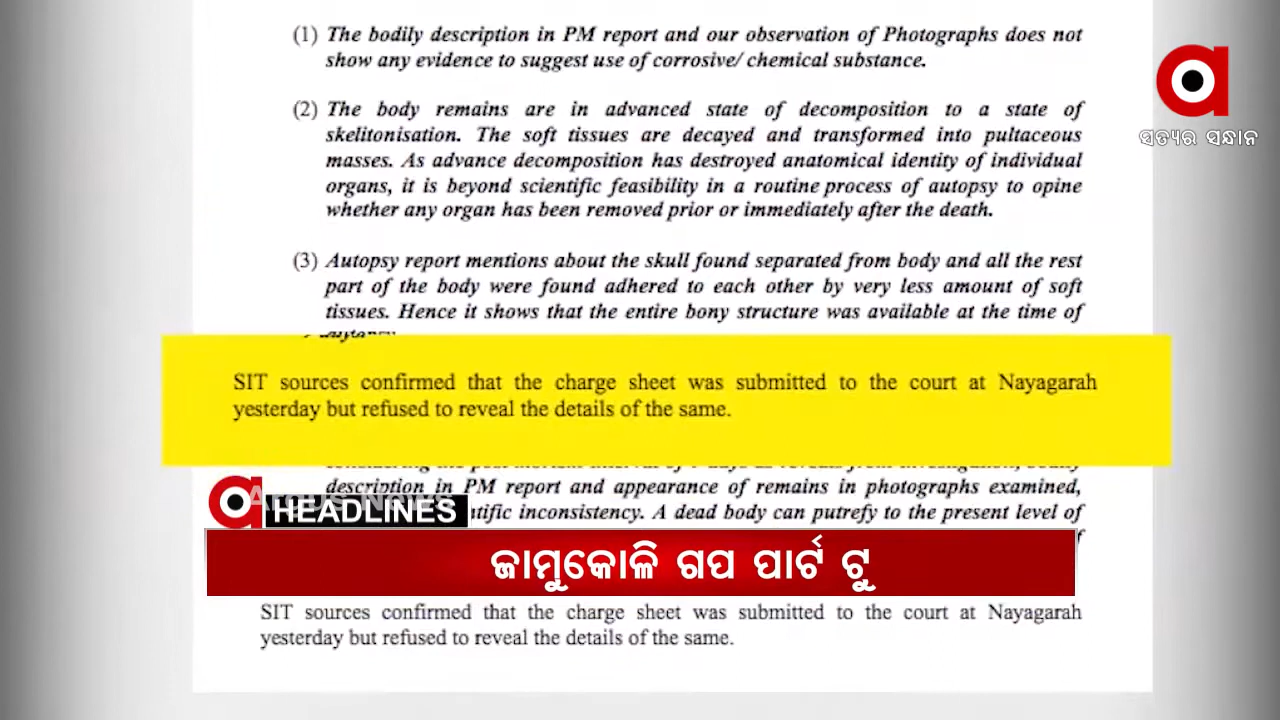 (1) The bodily description in PM report and our observation of Photographs does not
show any evidence to suggest use of corrosive/ chemical substance.
ସତ୍ୟର ସନ୍ଧାନ
(2) The body remains are in advanced state of decomposition to a state of
skelitonisation. The soft tissues are decayed and transformed into pultaceous
masses. As advance decomposition has destroyed anatomical identity of individual
organs, it is beyond scientific feasibility in a routine process of autopsy to opine
whether any organ has been removed prior or immediately after the death.
(3) Autopsy report mentions about the skull found separated from body and all the rest
part of the body were found adhered to each other by very less amount of soft
tissues. Hence it shows that the entire bony structure was available at the time of
autopsy
SIT sources confirmed that the charge sheet was submitted to the court at Nayagarah
yesterday but refused to reveal the details of the same.
description in PM report and appearance of remains in photographs examined,
inconsistency. A dead body can putrefy to the present level of
HEADLINES
ଜାମୁକୋଳି ଗପ ପାର୍ଟ ଟୁ
SIT sources confirmed that the charge sheet was submitted to the court at Nayagarah
yesterday but refused to reveal the details of the same.